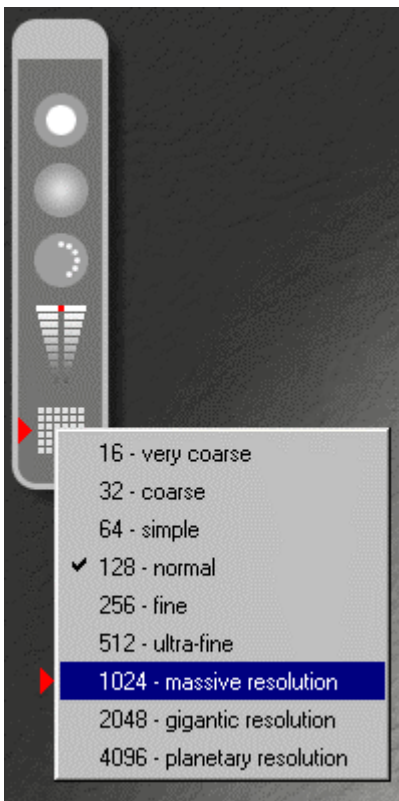 16 - very coarse
32 - coarse
64 - simple
128 - normal
256 - fine
512 - ultra-fine
1024 - massive resolution
2048 - gigantic resolution
4096 - planetary resolution